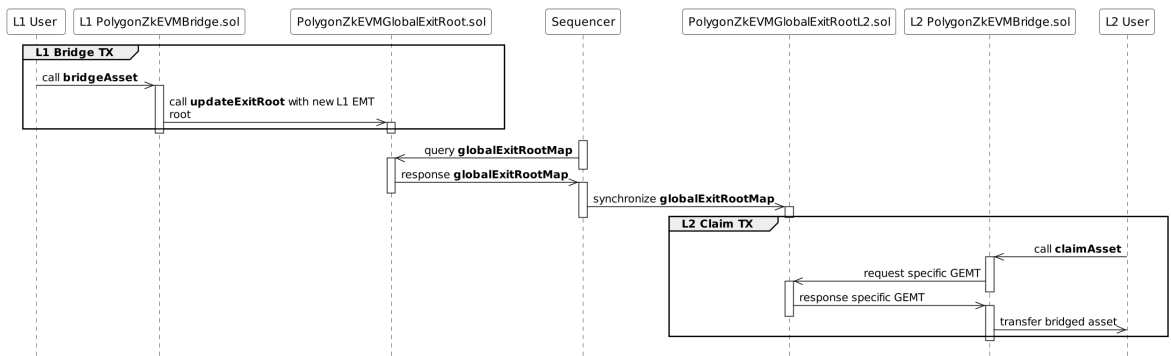 L1 User
L1 PolygonZkEVMBridge.sol
PolygonZkEVMGlobalExitRoot.sol
Sequencer
PolygonZkEVMGlobalExitRootL2.sol
L2 PolygonZkEVMBridge.sol
L2 User
L1 Bridge TX
call bridgeAsset
call updateExitRoot with new L1 EMT
root
query globalExitRootMap
response globalExitRootMap
synchronize globalExitRootMap
L2 Claim TX
call claimAsset
request specific GEMT
response specific GEMT
transfer bridged asset